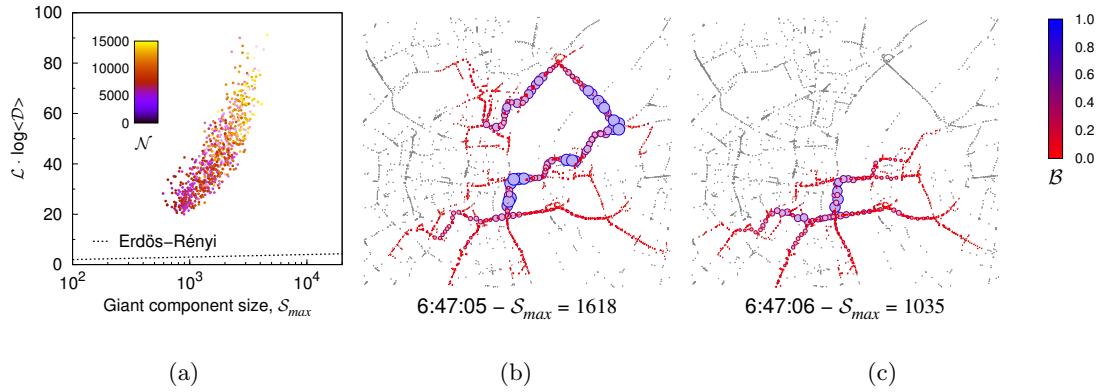 100
80
60
40
20
0
ℒ · log<𝒟>
15000
10000
5000
0
𝒩
Erdös−Rényi
10² 10³ 10⁴
Giant component size, 𝒮max
6:47:05 – 𝒮max = 1618
6:47:06 – 𝒮max = 1035
1.0
0.8
0.6
0.4
0.2
0.0
ℬ
(a) (b) (c)